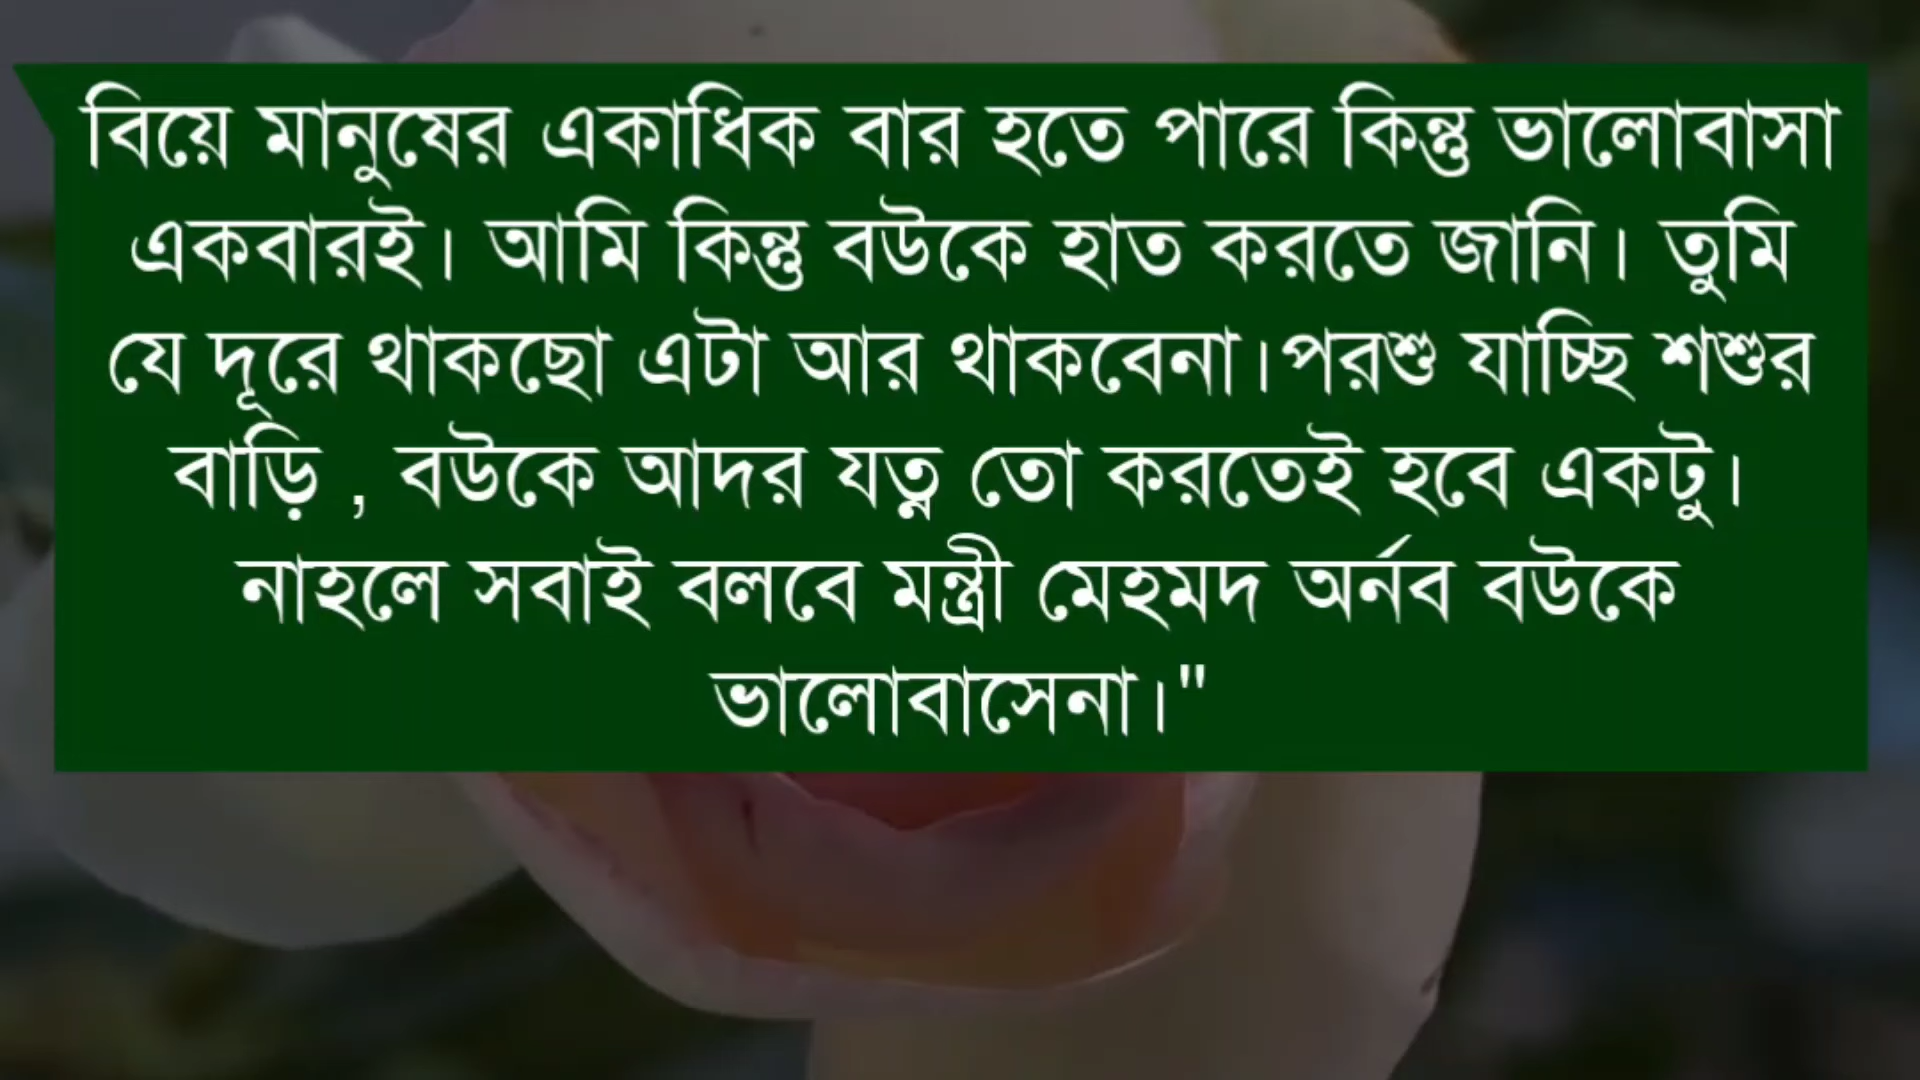 বিয়ে মানুষের একাধিক বার হতে পারে কিন্তু ভালোবাসা
একবারই। আমি কিন্তু বউকে হাত করতে জানি। তুমি
যে দূরে থাকছো এটা আর থাকবেনা।পরশু যাচ্ছি শশুর
বাড়ি , বউকে আদর যত্ন তো করতেই হবে একটু।
নাহলে সবাই বলবে মন্ত্রী মেহমদ অর্নব বউকে
ভালোবাসেনা।"